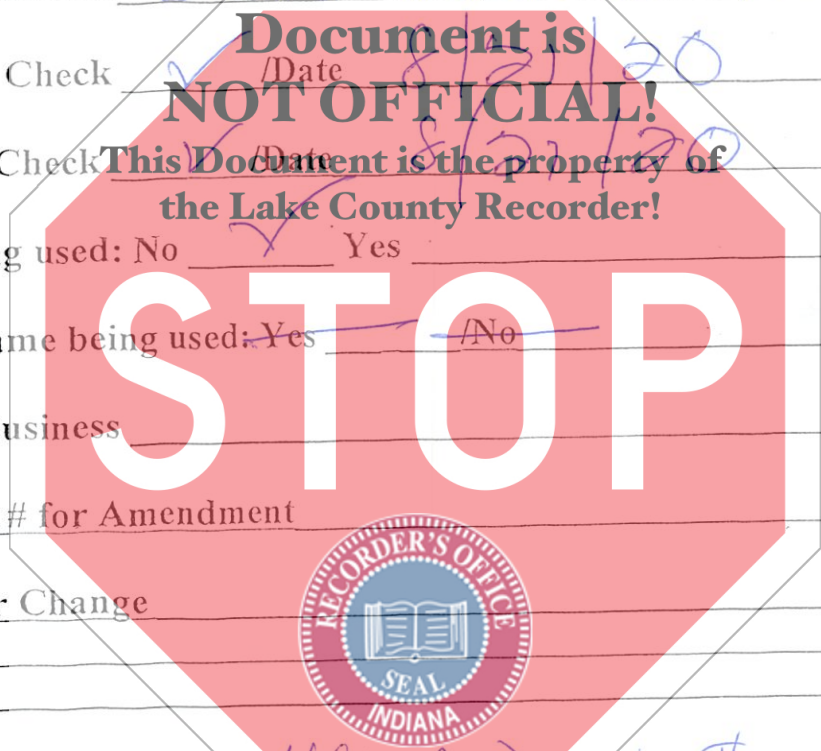 Document is
Check ✓ /Date 8/21/20
NOT OFFICIAL!
Check ✓ /Date 8/21/20
This Document is the property of
the Lake County Recorder!
g used: No ✓ Yes
me being used: Yes /No
STOP
usiness
# for Amendment
RECORDER'S OFFICE
Change
SEAL
INDIANA